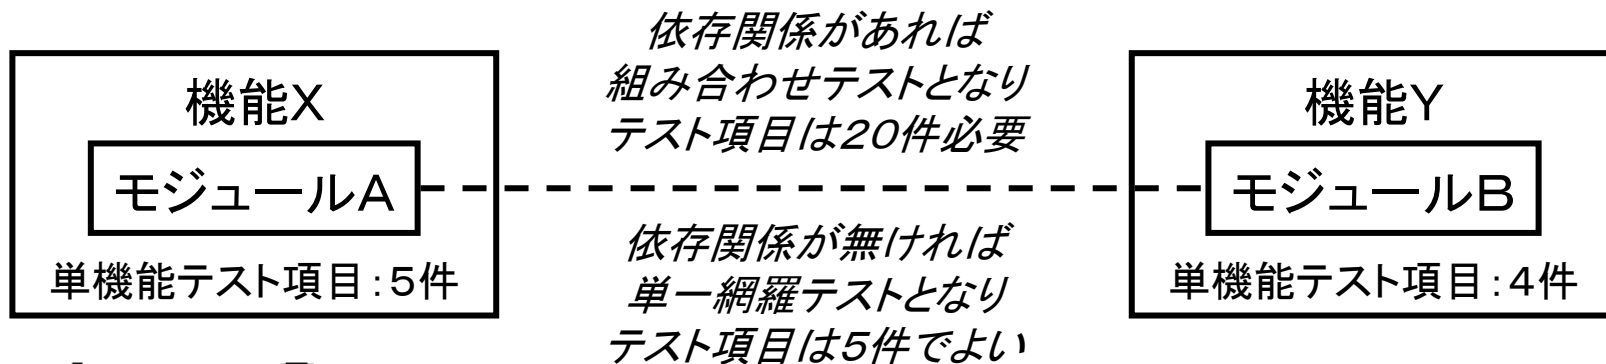 依存関係があれば
組み合わせテストとなり
テスト項目は20件必要
機能X
モジュールA
単機能テスト項目:5件
機能Y
モジュールB
単機能テスト項目:4件
依存関係が無ければ
単一網羅テストとなり
テスト項目は5件でよい